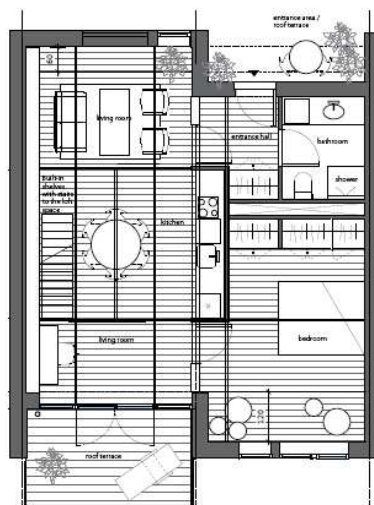 entrance area /
roof terrace
60
living room
entrance hall
bathroom
shower
built-in
shelves
with stairs
to the loft
space
kitchen
living room
bedroom
120
roof terrace